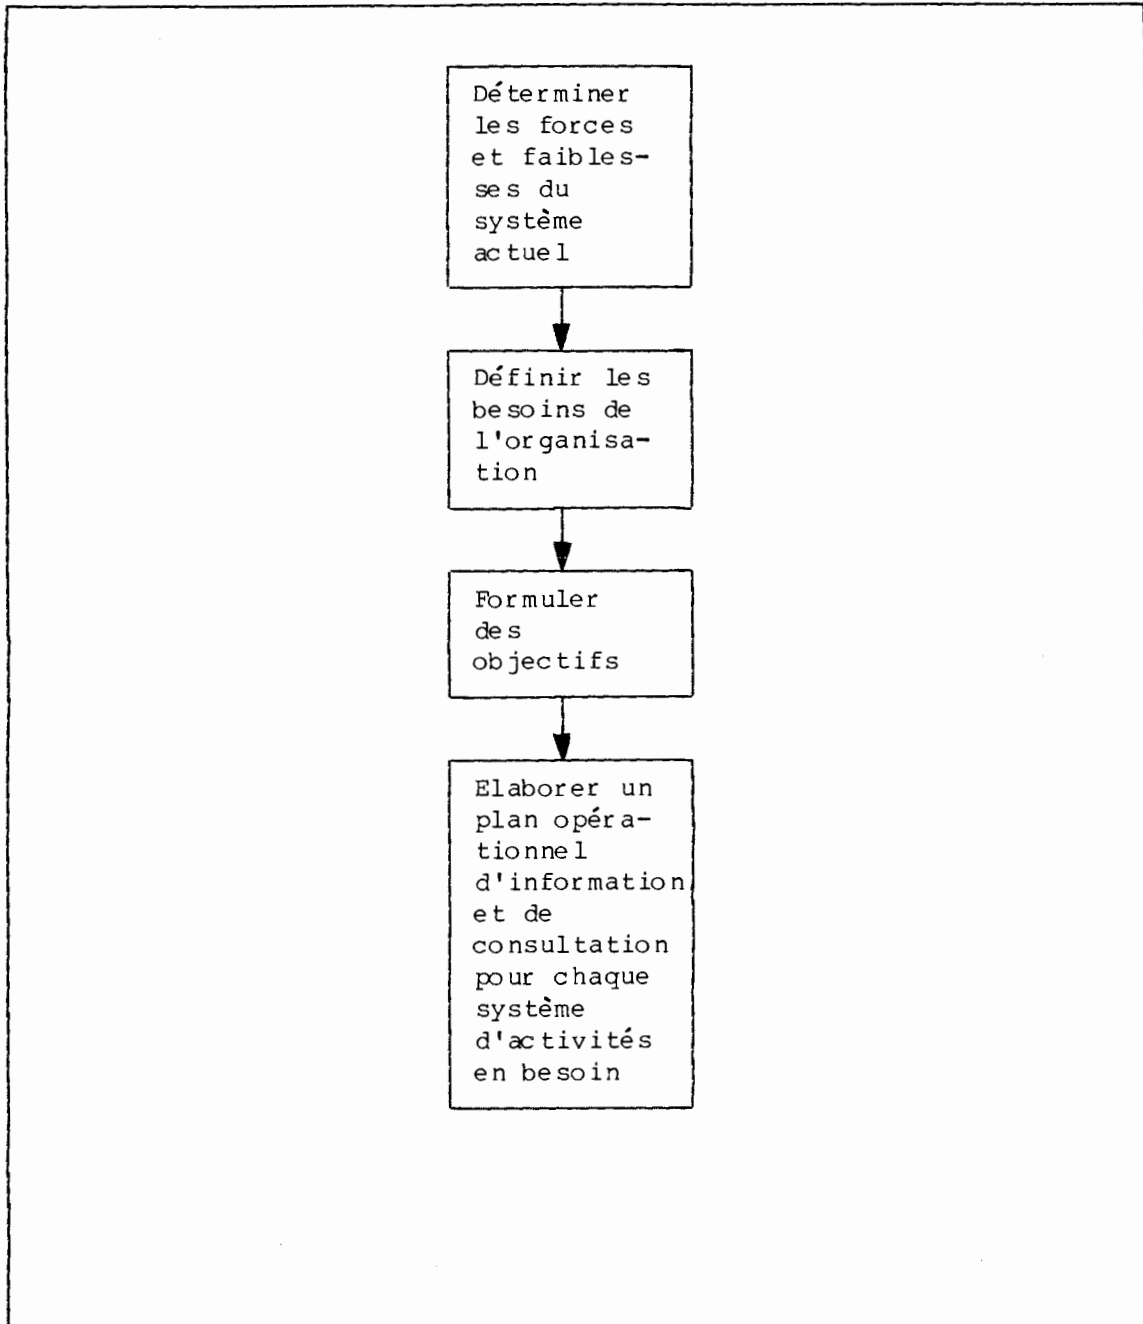 Déterminer
les forces
et faibles-
ses du
système
actuel
Définir les
besoins de
l'organisa-
tion
Formuler
des
objectifs
Elaborer un
plan opéra-
tionnel
d'information
et de
consultation
pour chaque
système
d'activités
en besoin